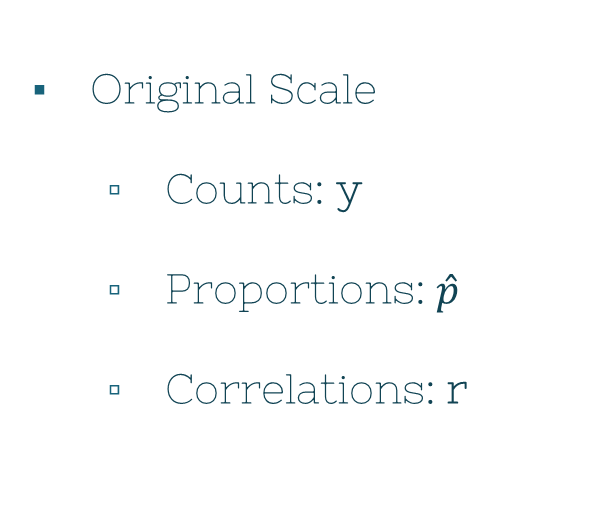 Original Scale
Counts: y
Proportions: p̂
Correlations: r